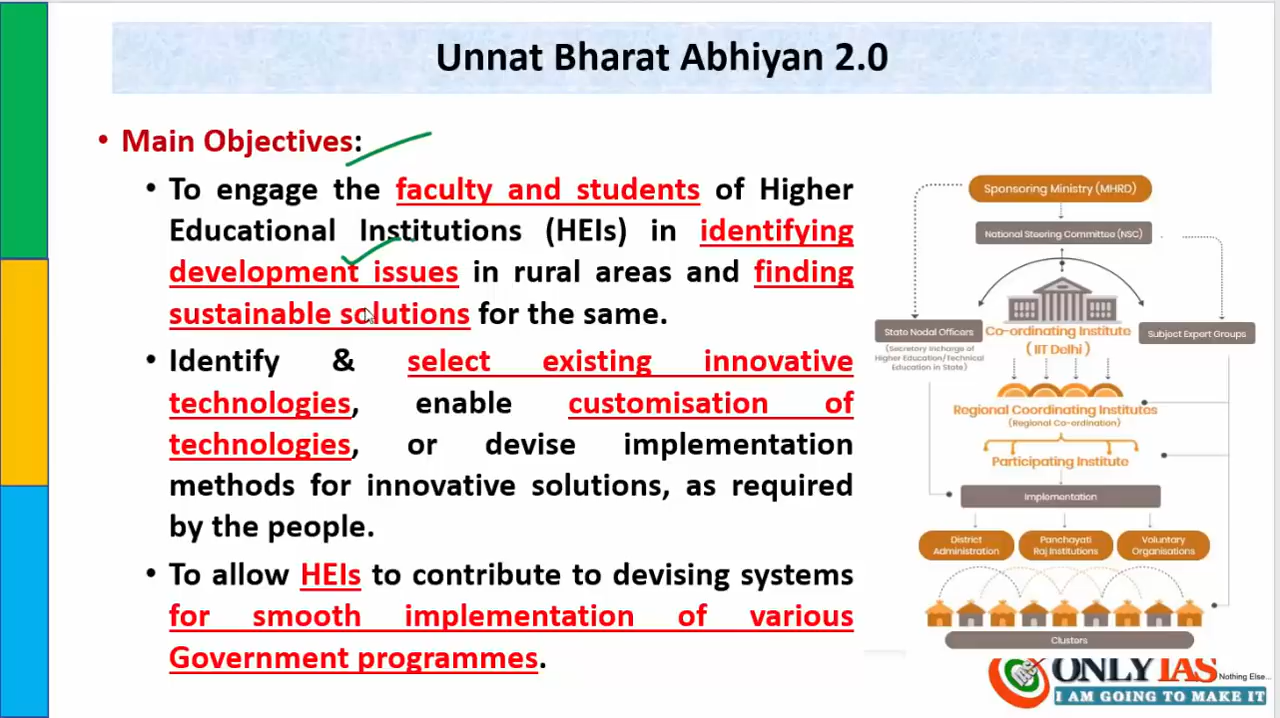 Unnat Bharat Abhiyan 2.0
• Main Objectives:
• To engage the faculty and students of Higher
Educational Institutions (HEIs) in identifying
development issues in rural areas and finding
sustainable solutions for the same.
• Identify & select existing innovative
technologies, enable customisation of
technologies, or devise implementation
methods for innovative solutions, as required
by the people.
• To allow HEIs to contribute to devising systems
for smooth implementation of various
Government programmes.
Sponsoring Ministry (MHRD)
National Steering Committee (NSC)
State Nodal Officers
(Secretary Incharge of
Higher Education/Technical
Education in State)
Co-ordinating Institute
(IIT Delhi)
Subject Expert Groups
Regional Coordinating Institutes
(Regional Co-ordination)
Participating Institute
Implementation
District
Administration
Panchayati
Raj Institutions
Voluntary
Organisations
Clusters
ONLY IAS
Nothing Else...
I AM GOING TO MAKE IT